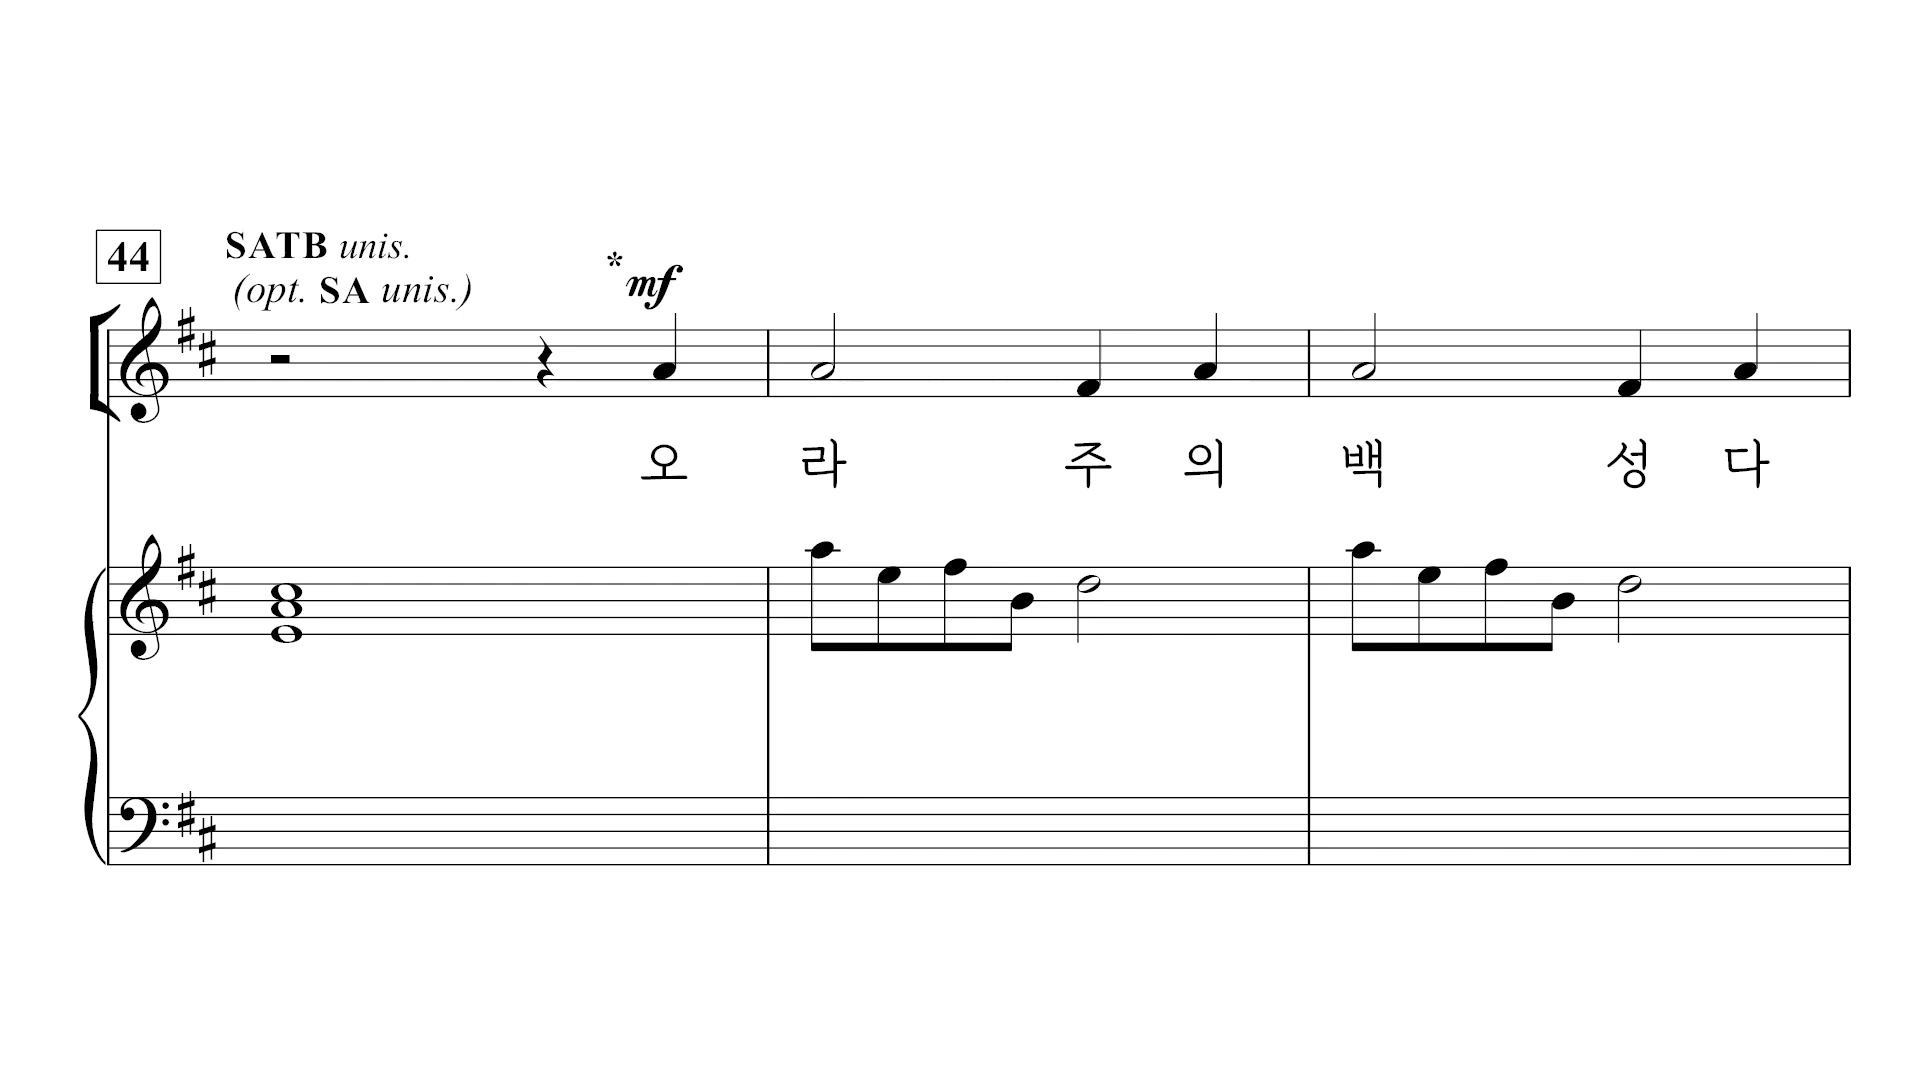 44
SATB unis.
(opt. SA unis.)
*mf
오 라 주 의 백 성 다